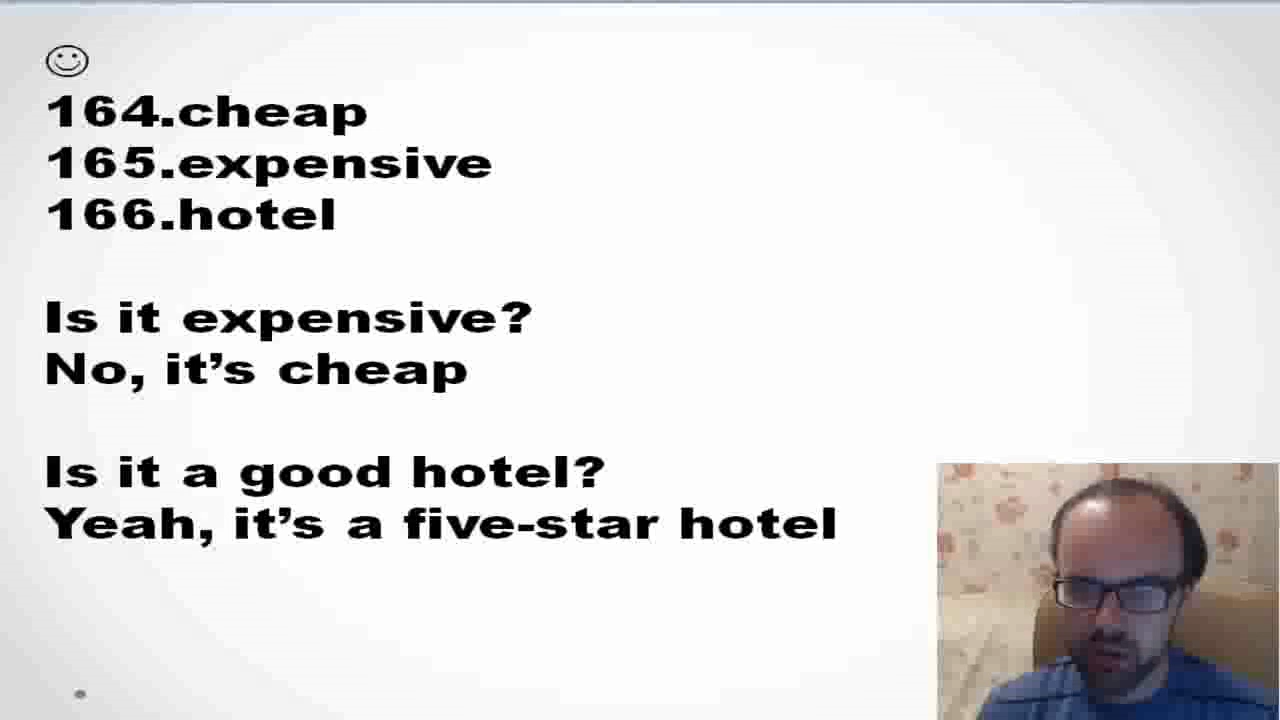 ☺
164.cheap
165.expensive
166.hotel
Is it expensive?
No, it’s cheap
Is it a good hotel?
Yeah, it’s a five-star hotel